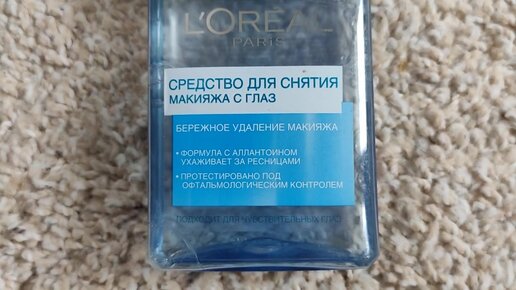 L'ORÉAL
PARIS
СРЕДСТВО ДЛЯ СНЯТИЯ
МАКИЯЖА С ГЛАЗ
БЕРЕЖНОЕ УДАЛЕНИЕ МАКИЯЖА
• ФОРМУЛА С АЛЛАНТОИНОМ
УХАЖИВАЕТ ЗА РЕСНИЦАМИ
• ПРОТЕСТИРОВАНО ПОД
ОФТАЛЬМОЛОГИЧЕСКИМ КОНТРОЛЕМ
ПОДХОДИТ ДЛЯ ЧУВСТВИТЕЛЬНЫХ ГЛАЗ